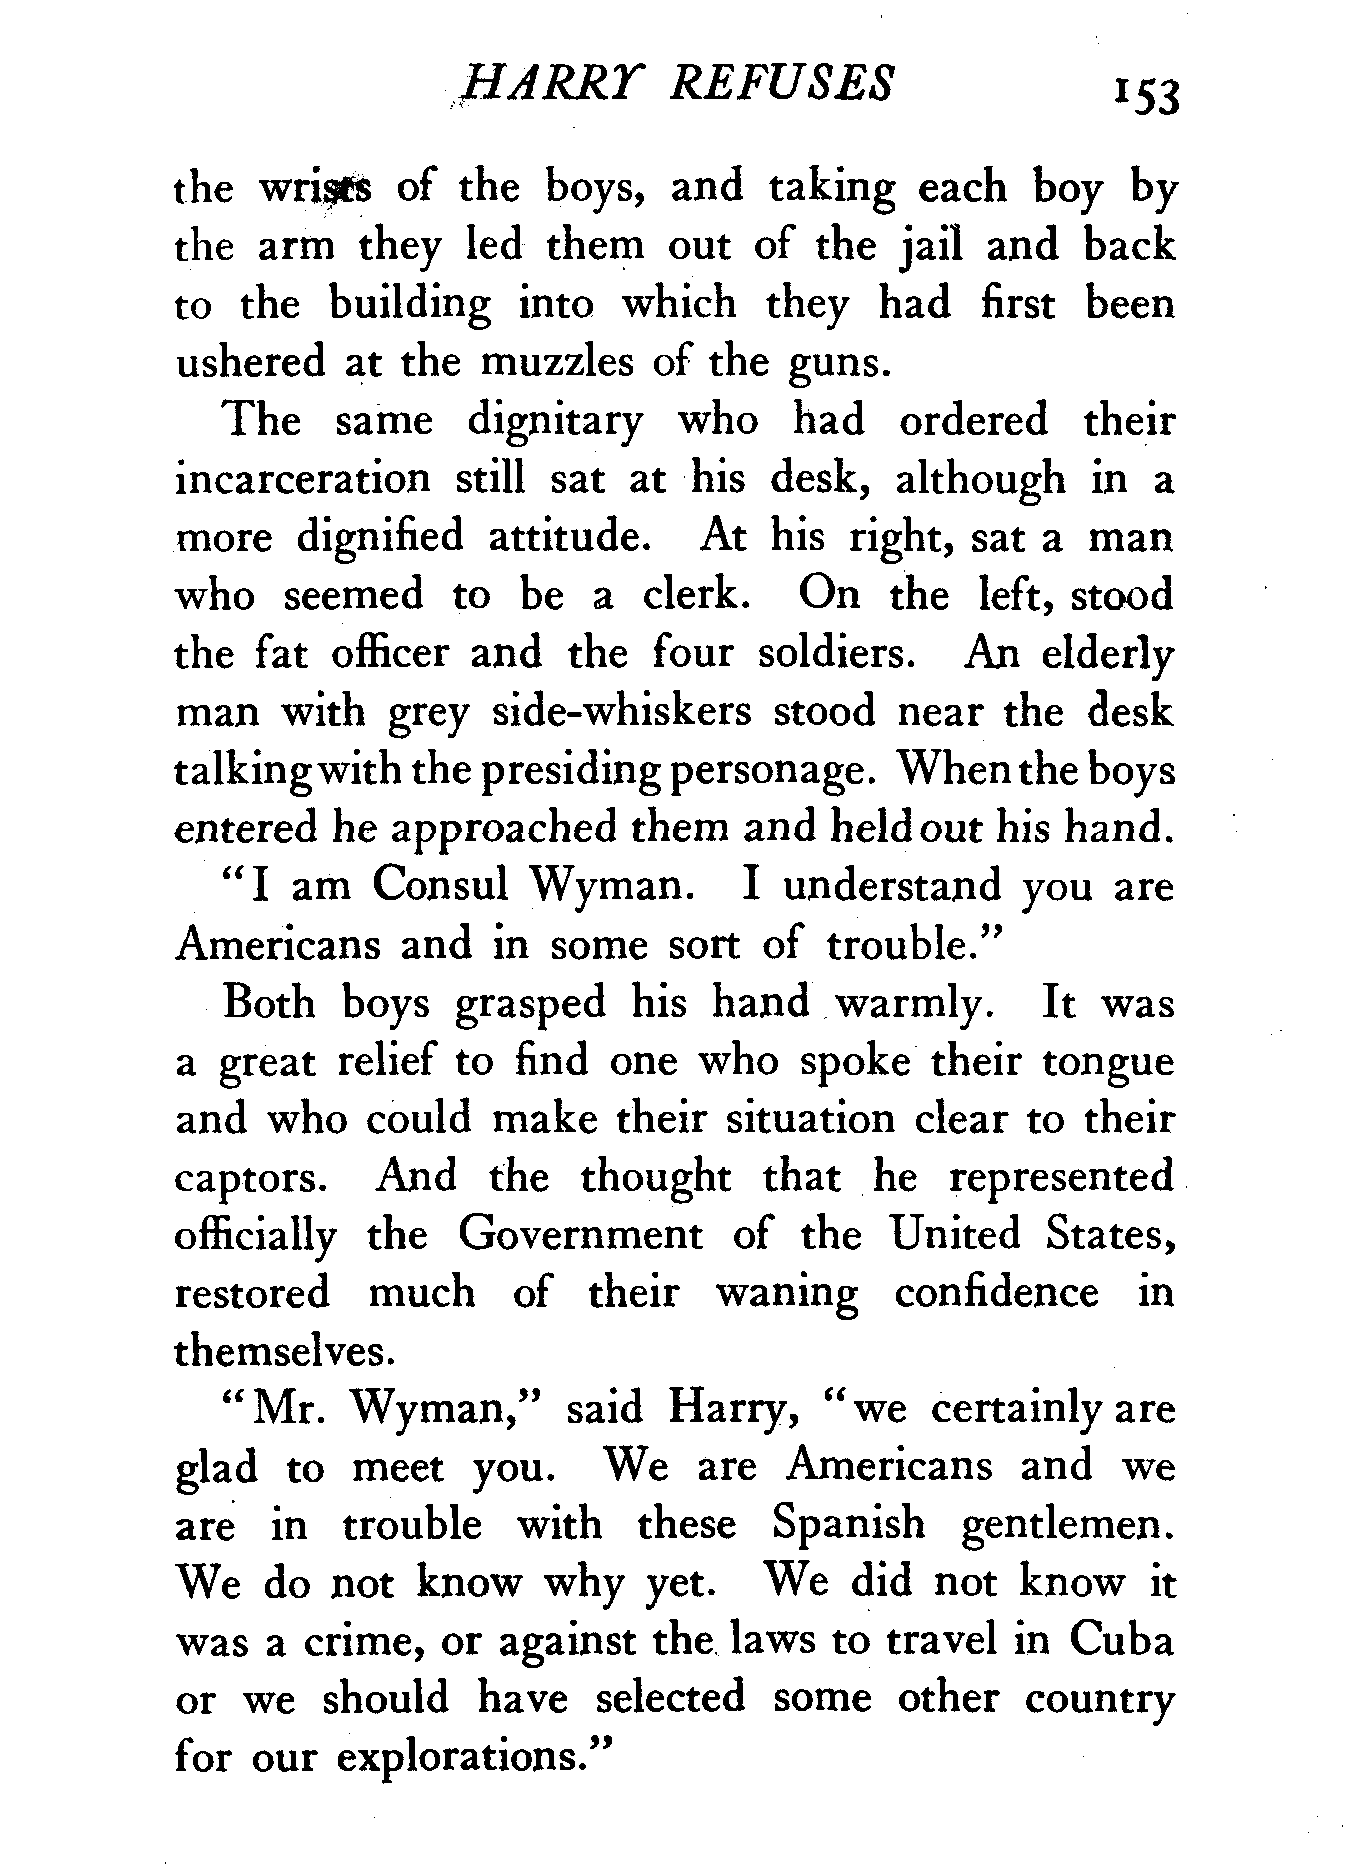 HARRY REFUSES 153
the wrists of the boys, and taking each boy by
the arm they led them out of the jail and back
to the building into which they had first been
ushered at the muzzles of the guns.
The same dignitary who had ordered their
incarceration still sat at his desk, although in a
more dignified attitude. At his right, sat a man
who seemed to be a clerk. On the left, stood
the fat officer and the four soldiers. An elderly
man with grey side-whiskers stood near the desk
talking with the presiding personage. When the boys
entered he approached them and held out his hand.
"I am Consul Wyman. I understand you are
Americans and in some sort of trouble."
Both boys grasped his hand warmly. It was
a great relief to find one who spoke their tongue
and who could make their situation clear to their
captors. And the thought that he represented
officially the Government of the United States,
restored much of their waning confidence in
themselves.
"Mr. Wyman," said Harry, "we certainly are
glad to meet you. We are Americans and we
are in trouble with these Spanish gentlemen.
We do not know why yet. We did not know it
was a crime, or against the laws to travel in Cuba
or we should have selected some other country
for our explorations."